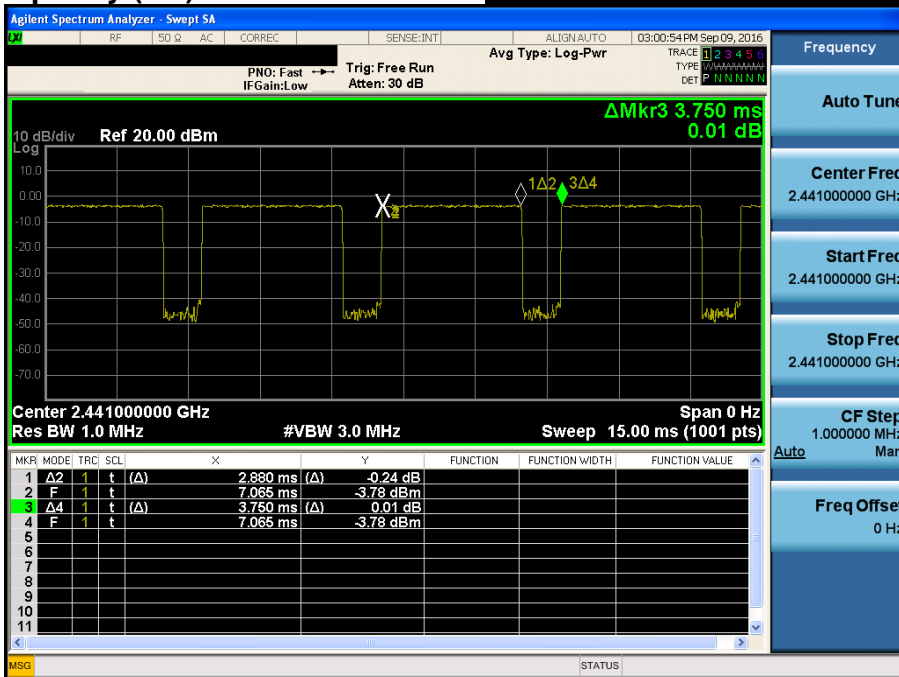 Agilent Spectrum Analyzer - Swept SA
LXI RF 50 Ω AC CORREC SENSE:INT ALIGN AUTO 03:00:54 PM Sep 09, 2016
Avg Type: Log-Pwr TRACE 1 2 3 4 5 6
PNO: Fast Trig: Free Run TYPE
IFGain:Low Atten: 30 dB DET P N N N N N
ΔMkr3 3.750 ms
0.01 dB
10 dB/div Ref 20.00 dBm
Log
10.0
0.00
-10.0
-20.0
-30.0
-40.0
-50.0
-60.0
-70.0
1Δ2 3Δ4
Center 2.441000000 GHz Span 0 Hz
Res BW 1.0 MHz #VBW 3.0 MHz Sweep 15.00 ms (1001 pts)
MKR MODE TRC SCL X Y FUNCTION FUNCTION WIDTH FUNCTION VALUE
1 Δ2 1 t (Δ) 2.880 ms (Δ) -0.24 dB
2 F 1 t 7.065 ms -3.78 dBm
3 Δ4 1 t (Δ) 3.750 ms (Δ) 0.01 dB
4 F 1 t 7.065 ms -3.78 dBm
5
6
7
8
9
10
11
MSG STATUS
Frequency
Auto Tune
Center Freq
2.441000000 GHz
Start Freq
2.441000000 GHz
Stop Freq
2.441000000 GHz
CF Step
1.000000 MHz
Auto Man
Freq Offset
0 Hz